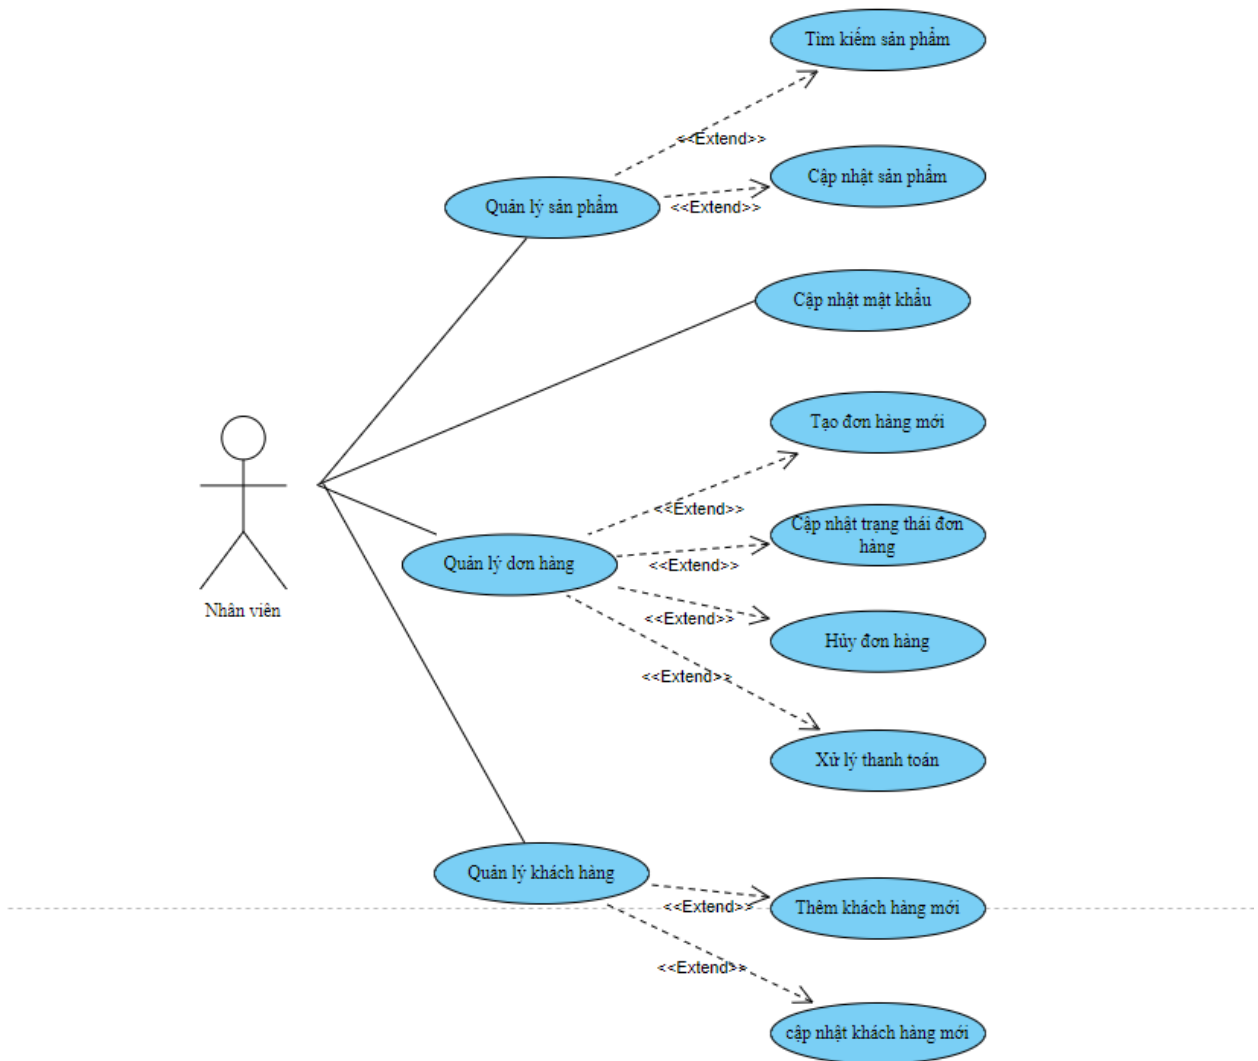 Tìm kiếm sản phẩm
<<Extend>>
Cập nhật sản phẩm
Quản lý sản phẩm
<<Extend>>
Cập nhật mật khẩu
Tạo đơn hàng mới
<<Extend>>
Cập nhật trạng thái đơn
hàng
Quản lý dơn hàng
<<Extend>>
Nhân viên
<<Extend>>
Hủy đơn hàng
<<Extend>>
Xử lý thanh toán
Quản lý khách hàng
<<Extend>>
Thêm khách hàng mới
<<Extend>>
cập nhật khách hàng mới